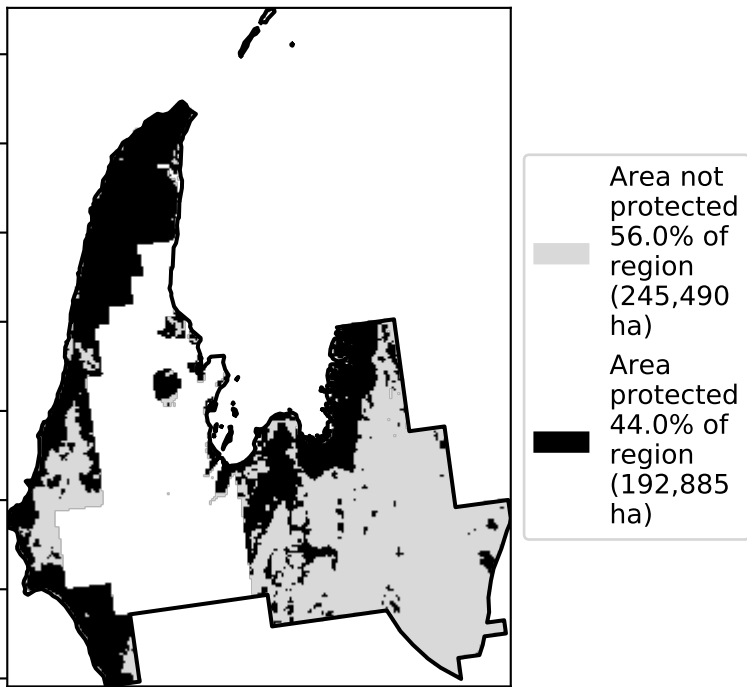 Area not
protected
56.0% of
region
(245,490
ha)
Area
protected
44.0% of
region
(192,885
ha)